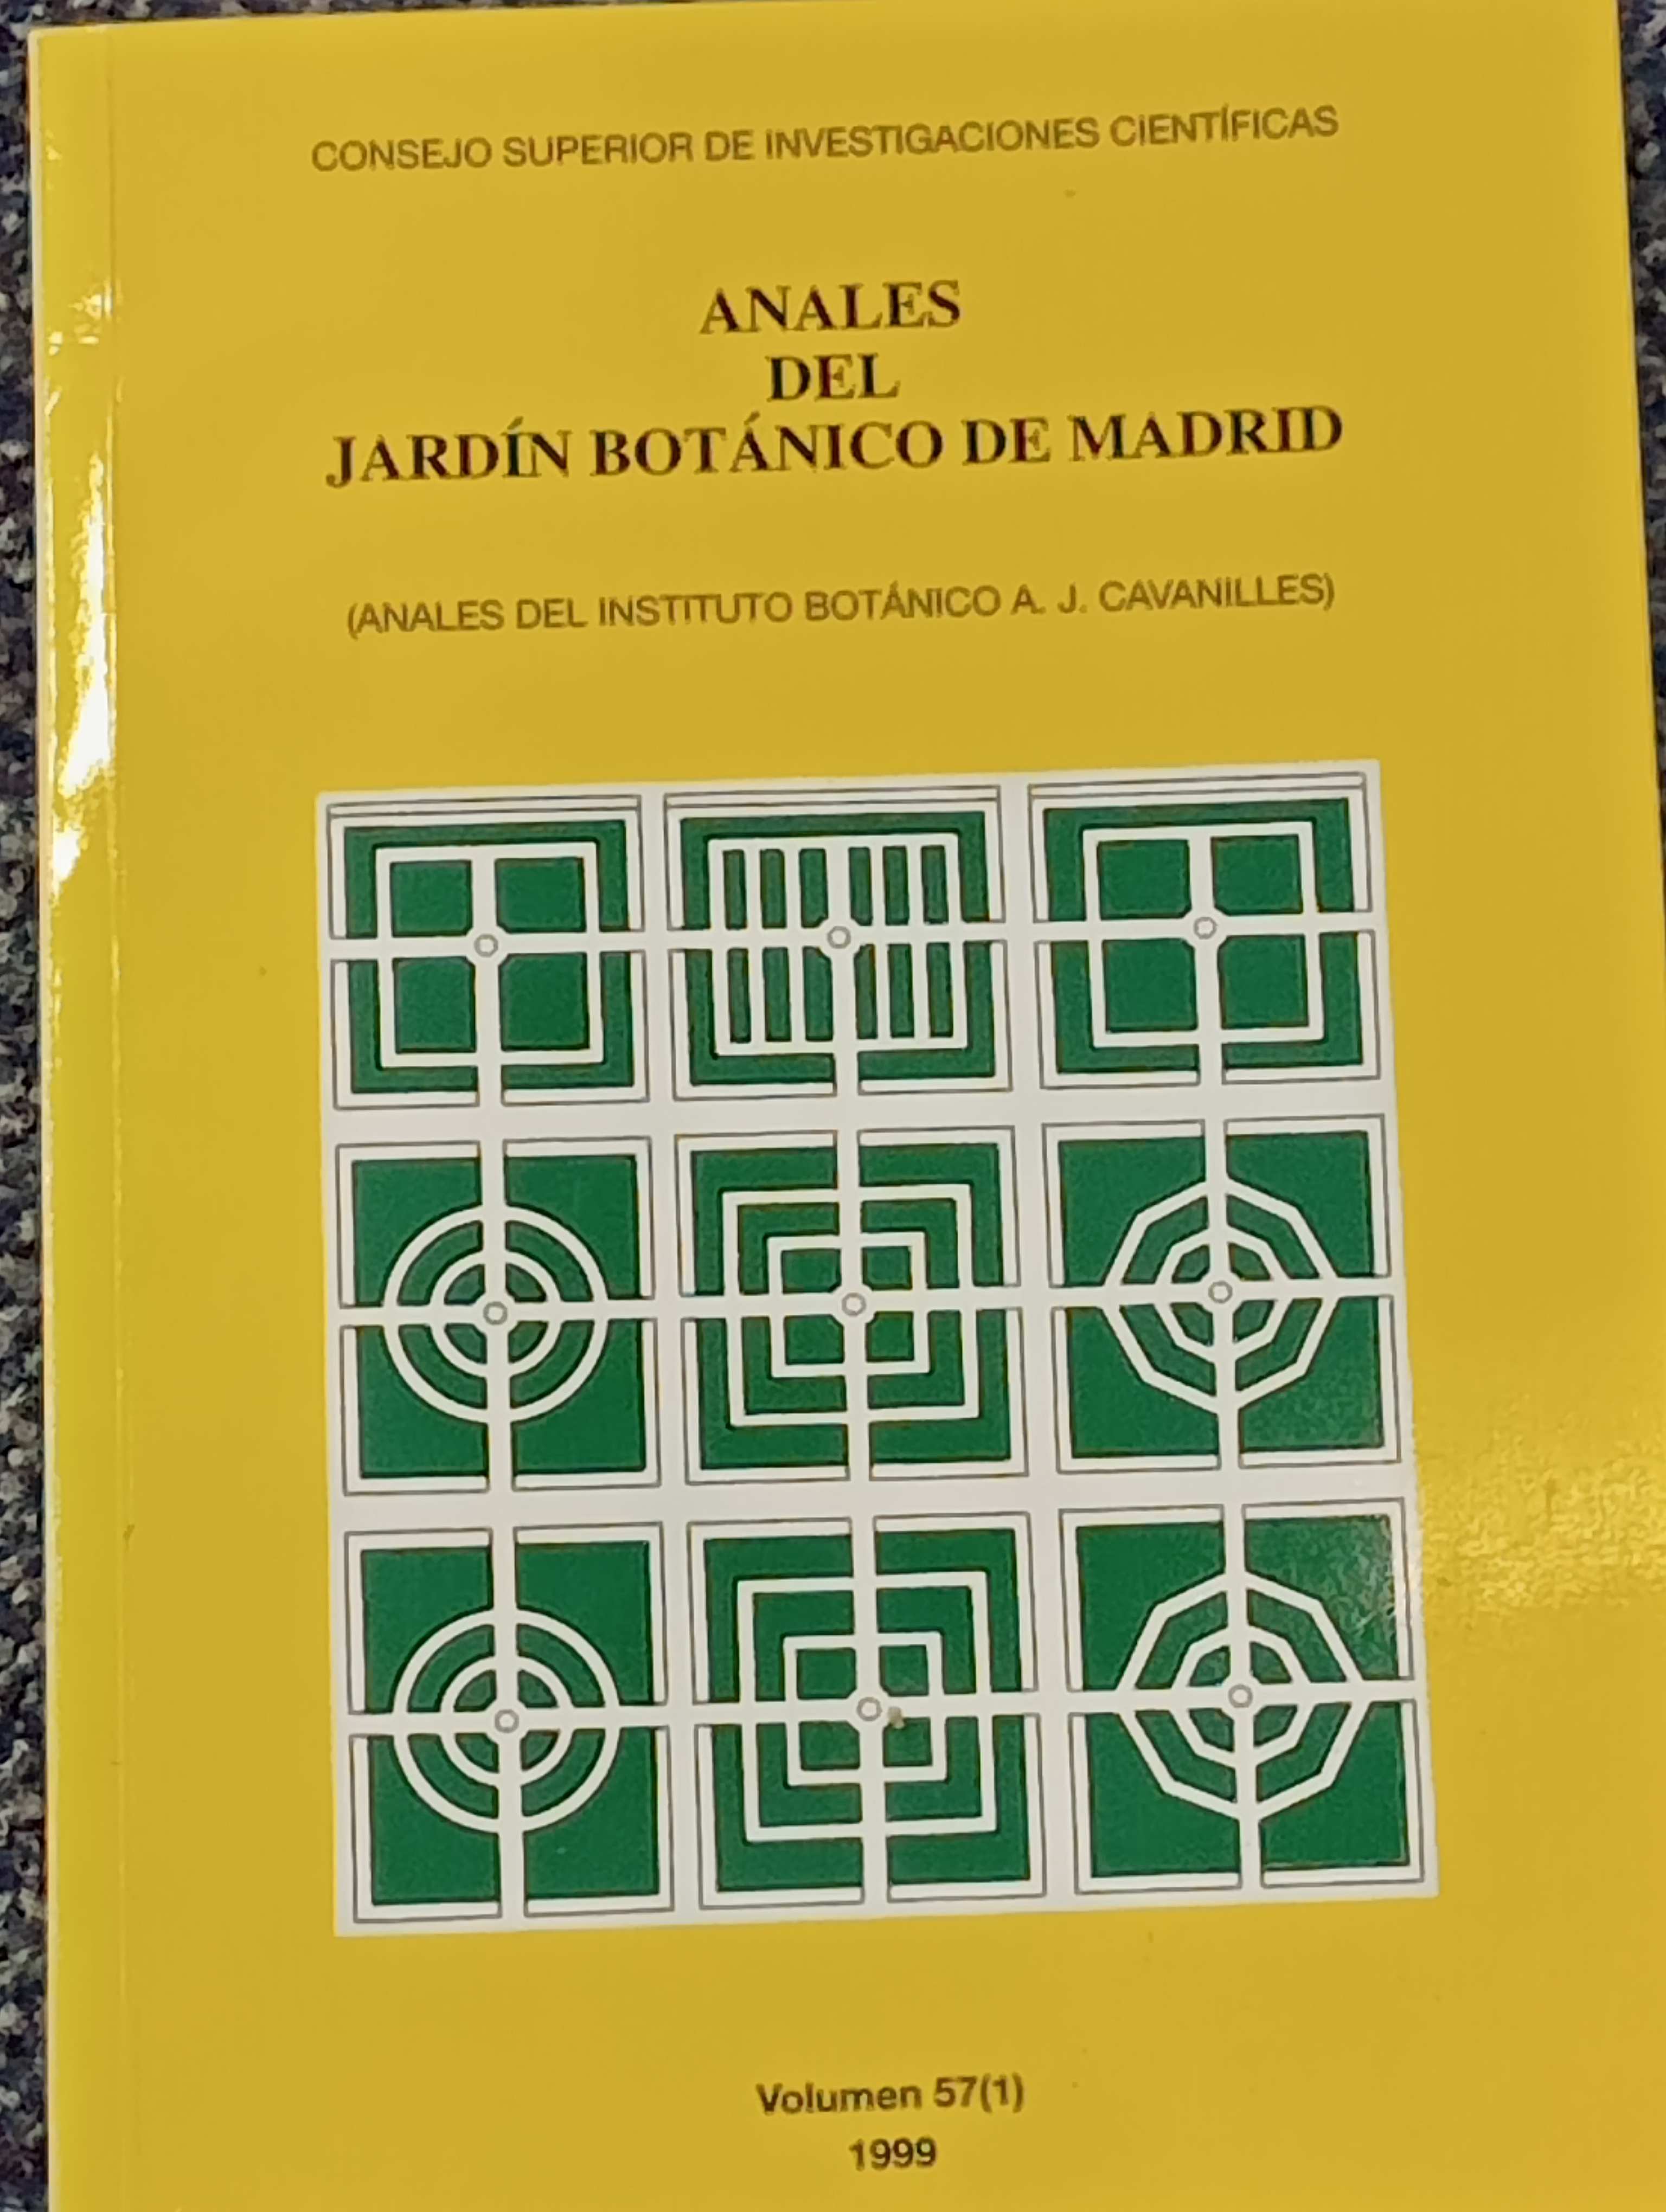 CONSEJO SUPERIOR DE INVESTIGACIONES CIENTÍFICAS
ANALES
DEL
JARDÍN BOTÁNICO DE MADRID
(ANALES DEL INSTITUTO BOTÁNICO A. J. CAVANILLES)
Volumen 57(1)
1999